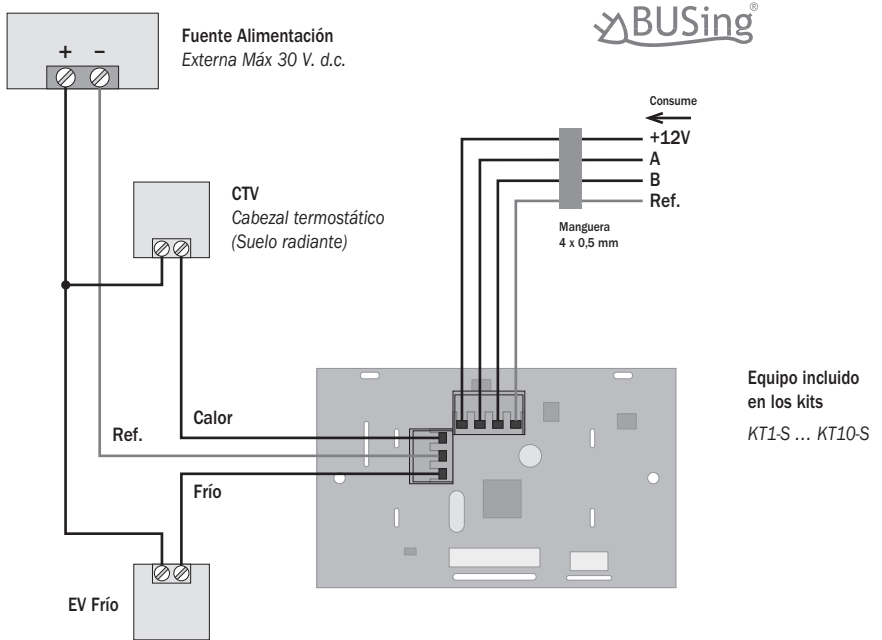 Fuente Alimentación
Externa Máx 30 V. d.c.
BUSing®
+ −
Consume
+12V
A
B
Ref.
Manguera
4 x 0,5 mm
CTV
Cabezal termostático
(Suelo radiante)
Equipo incluido
en los kits
KT1-S ... KT10-S
Calor
Ref.
Frío
EV Frío